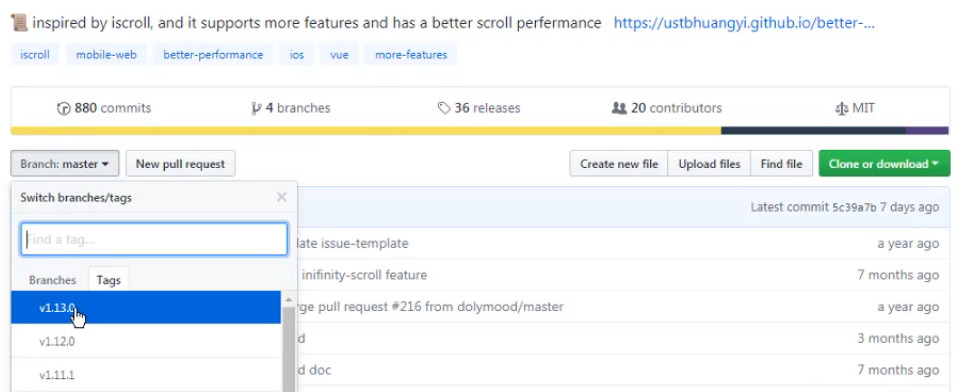 inspired by iscroll, and it supports more features and has a better scroll perfermance https://ustbhuangyi.github.io/better-...
iscroll mobile-web better-performance ios vue more-features
880 commits 4 branches 36 releases 20 contributors MIT
Branch: master New pull request Create new file Upload files Find file Clone or download
Switch branches/tags
Latest commit 5c39a7b 7 days ago
Find a tag...
late issue-template a year ago
Branches Tags
inifinity-scroll feature 7 months ago
v1.13.0
ge pull request #216 from dolymood/master a year ago
v1.12.0
d 3 months ago
v1.11.1
d doc 7 months ago